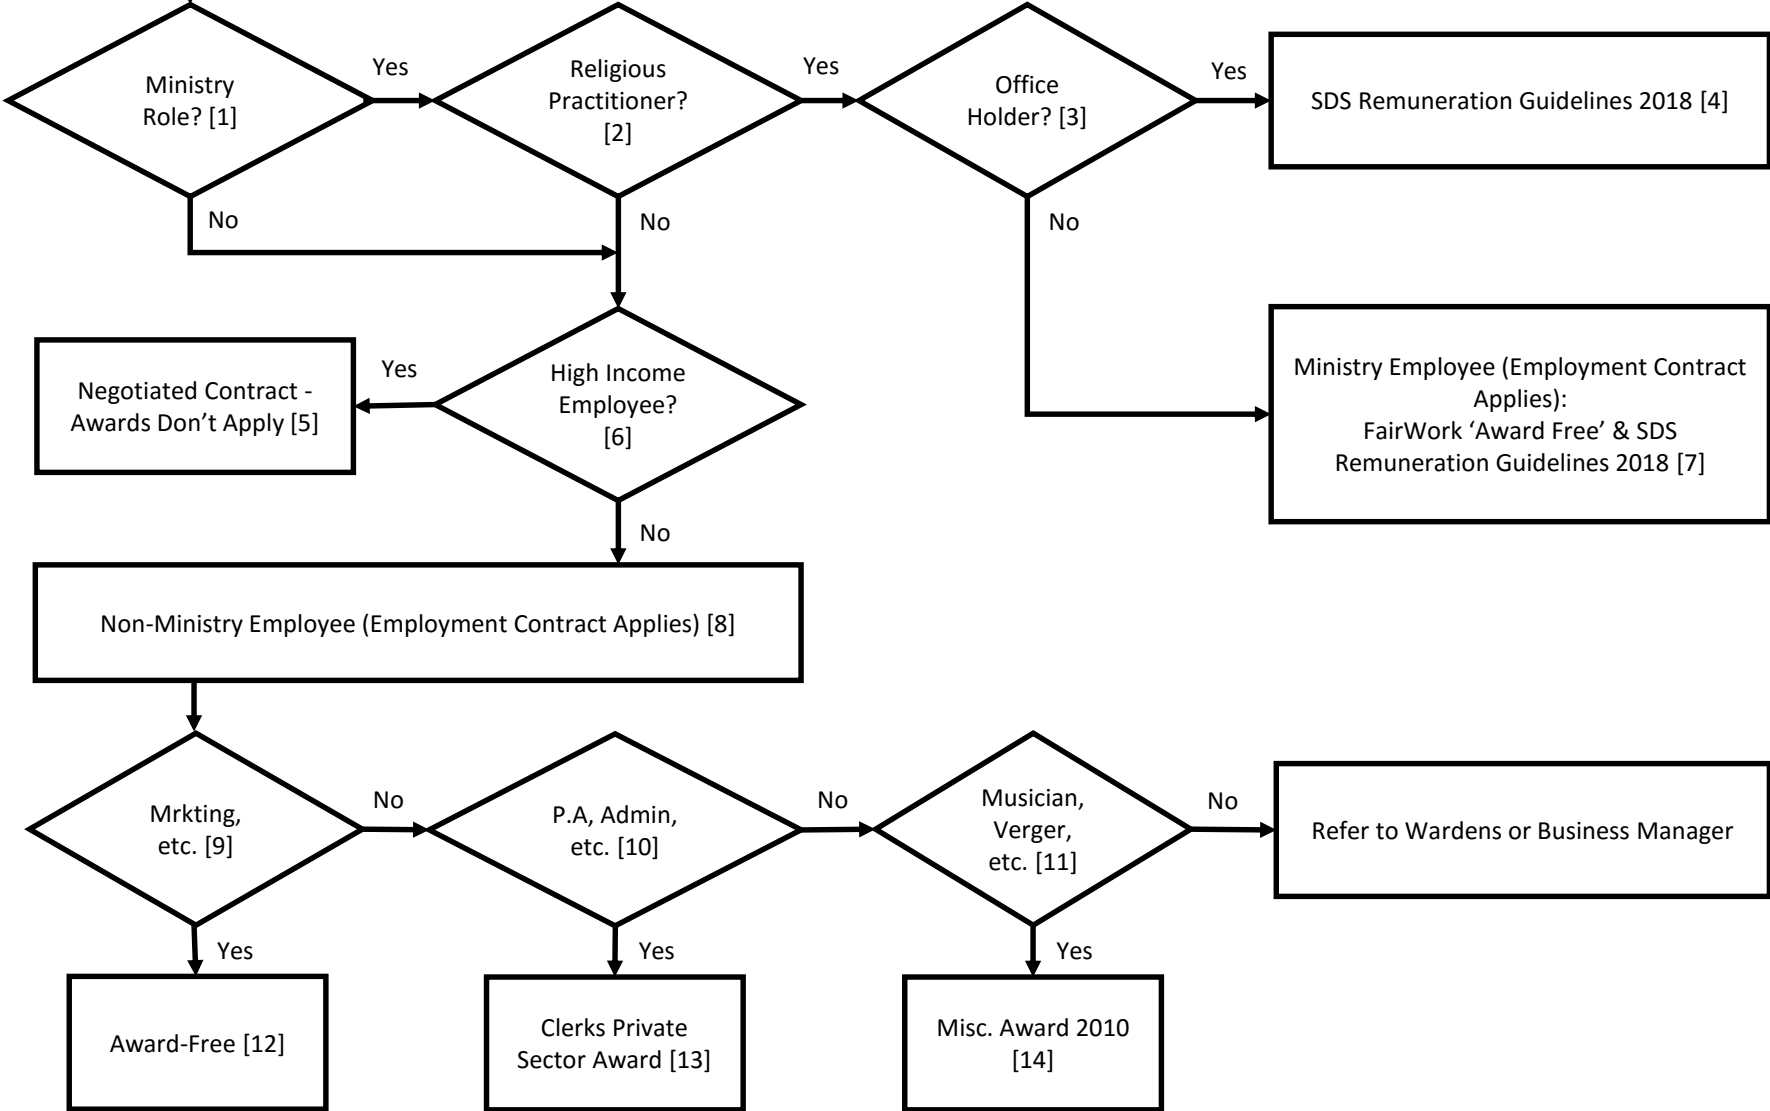 Ministry
Role? [1]
Yes
Religious
Practitioner?
[2]
Yes
Office
Holder? [3]
Yes
SDS Remuneration Guidelines 2018 [4]
No
No
No
Negotiated Contract -
Awards Don’t Apply [5]
Yes
High Income
Employee?
[6]
Ministry Employee (Employment Contract
Applies):
FairWork ‘Award Free’ & SDS
Remuneration Guidelines 2018 [7]
No
Non-Ministry Employee (Employment Contract Applies) [8]
Mrkting,
etc. [9]
No
P.A, Admin,
etc. [10]
No
Musician,
Verger,
etc. [11]
No
Refer to Wardens or Business Manager
Yes
Yes
Yes
Award-Free [12]
Clerks Private
Sector Award [13]
Misc. Award 2010
[14]